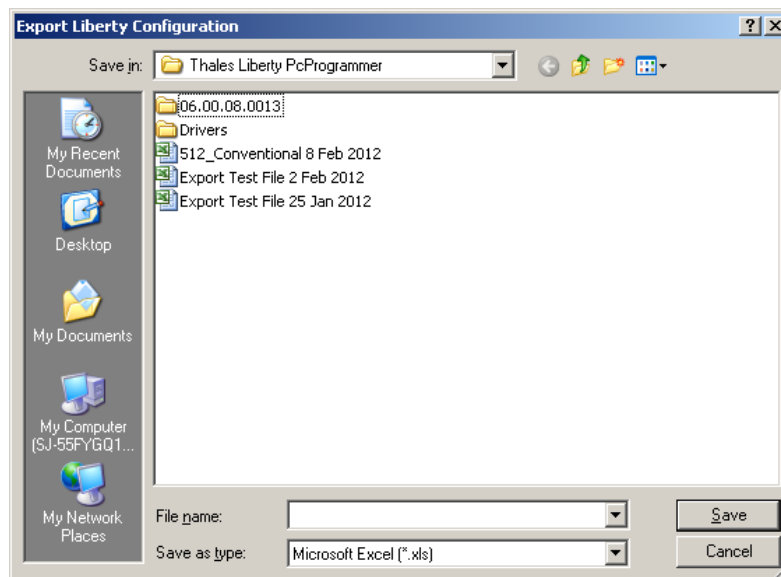 Export Liberty Configuration
Save in:
Thales Liberty PcProgrammer
06.00.08.0013
Drivers
512_Conventional 8 Feb 2012
Export Test File 2 Feb 2012
Export Test File 25 Jan 2012
My Recent
Documents
Desktop
My Documents
My Computer
(SJ-55FYGQ1...
My Network
Places
File name:
Save
Save as type:
Microsoft Excel (*.xls)
Cancel